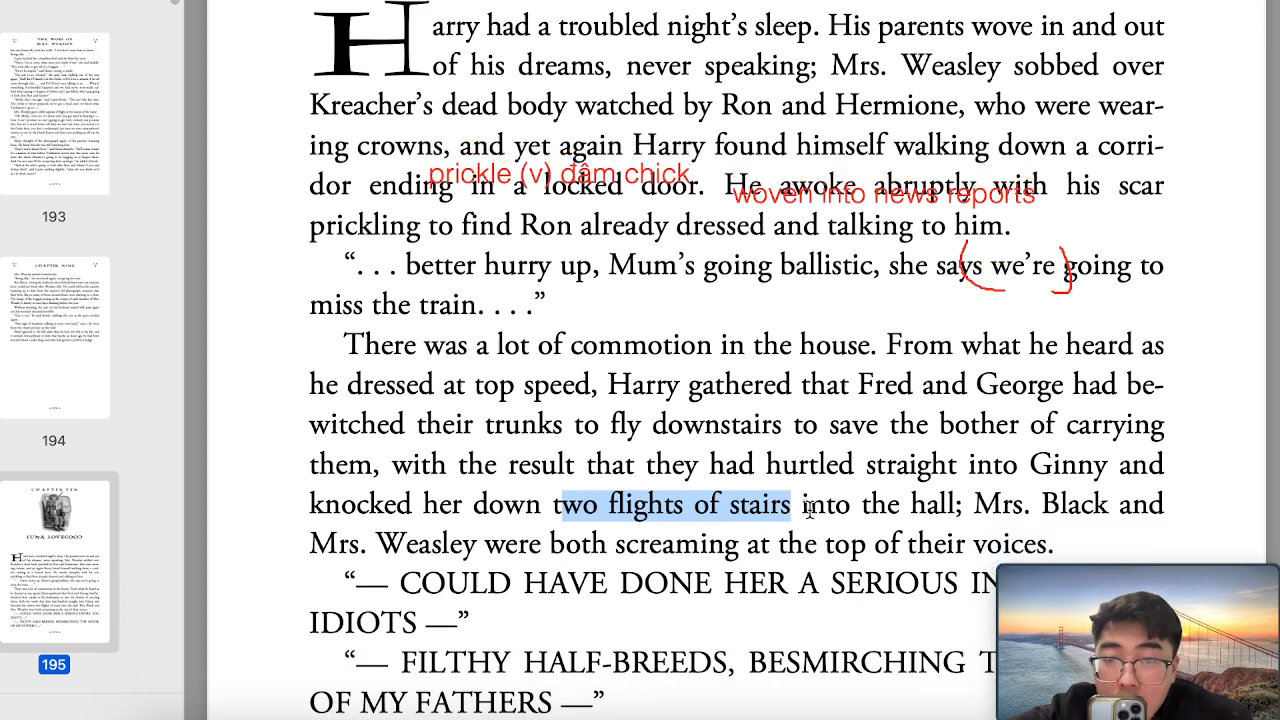 Harry had a troubled night's sleep. His parents wove in and out
of his dreams, never speaking; Mrs. Weasley sobbed over
Kreacher's dead body watched by Ron and Hermione, who were wear-
ing crowns, and yet again Harry found himself walking down a corri-
prickle (v) đâm chick
dor ending in a locked door. He awoke abruptly with his scar
woven into news reports
prickling to find Ron already dressed and talking to him.
". . . better hurry up, Mum's going ballistic, she says we're going to
miss the train. . . ."
There was a lot of commotion in the house. From what he heard as
he dressed at top speed, Harry gathered that Fred and George had be-
witched their trunks to fly downstairs to save the bother of carrying
them, with the result that they had hurtled straight into Ginny and
knocked her down two flights of stairs into the hall; Mrs. Black and
Mrs. Weasley were both screaming at the top of their voices.
"— COULD HAVE DONE HER A SERIOUS IN
IDIOTS —"
"— FILTHY HALF-BREEDS, BESMIRCHING T
OF MY FATHERS —"
193
CHAPTER NINE
194
CHAPTER TEN
LUNA LOVEGOOD
195